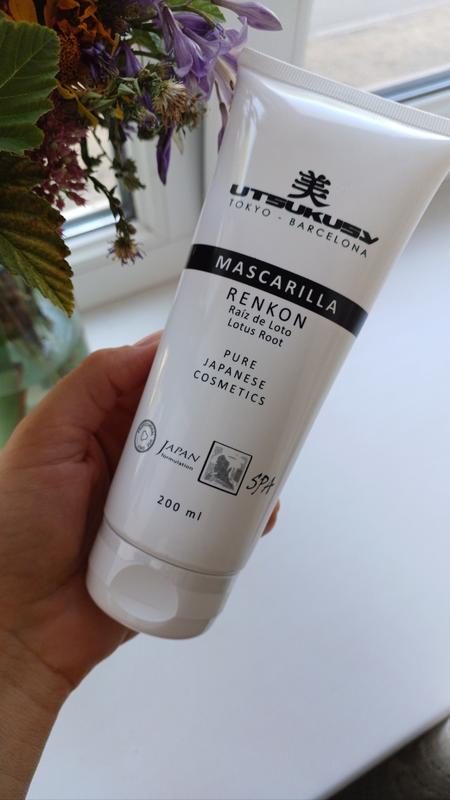 美
UTSUKUSY
TOKYO - BARCELONA
MASCARILLA
RENKON
Raíz de Loto
Lotus Root
PURE
JAPANESE
COSMETICS
JAPAN
formulation
SPA
200 ml